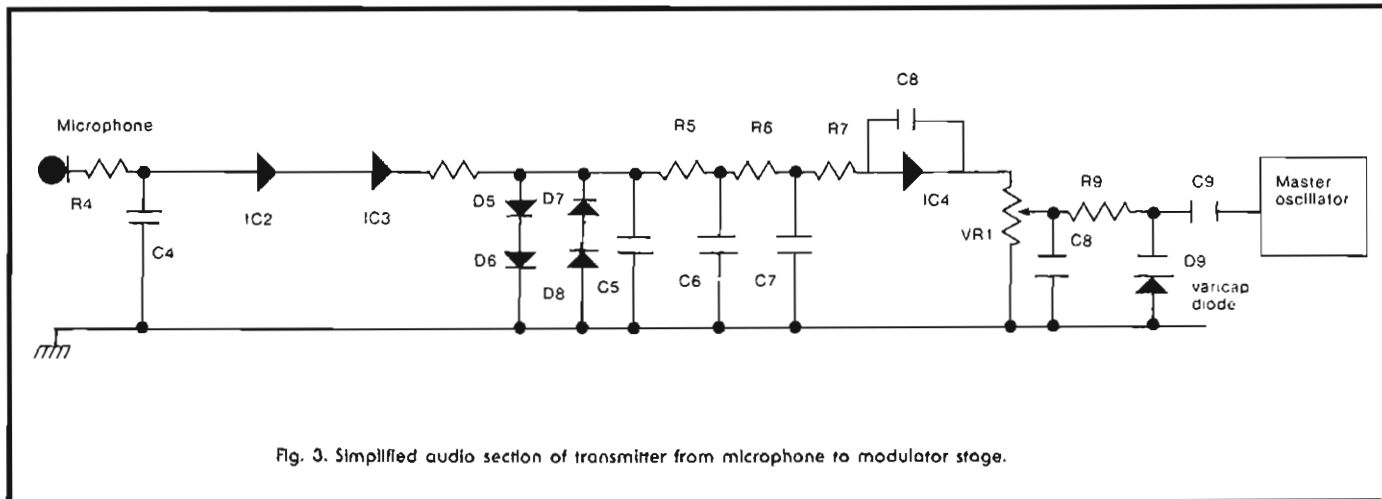 Microphone
R4
C4
IC2
IC3
D5
D6
D7
D8
C5
R5
C6
R6
C7
R7
C8
IC4
VR1
C8
R9
D9
varicap
diode
C9
Master
oscillator
Fig. 3. Simplified audio section of transmitter from microphone to modulator stage.